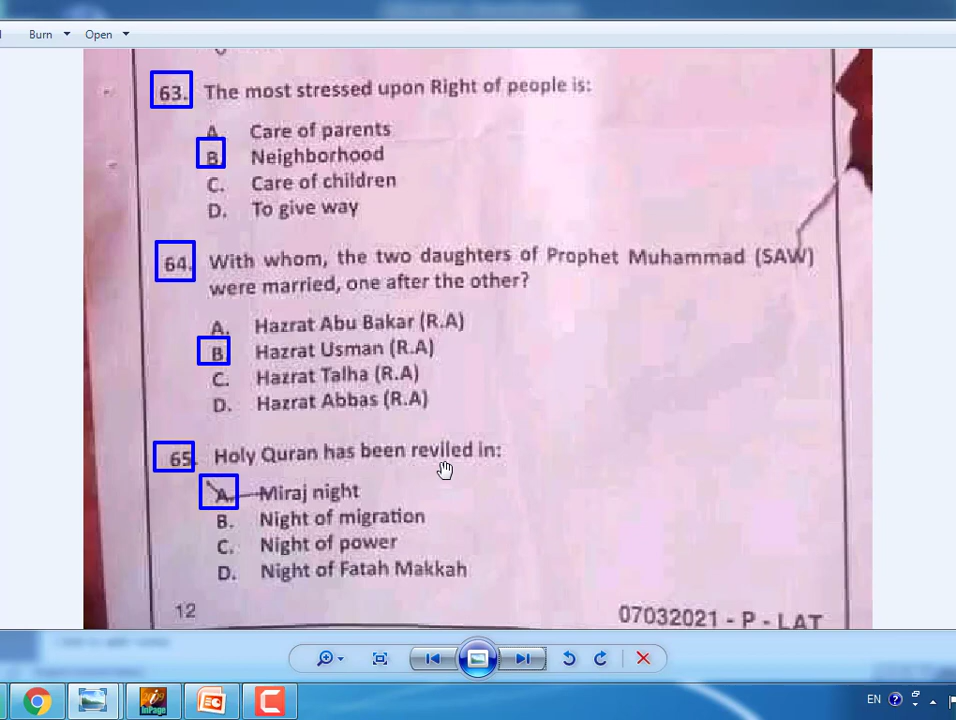 Burn
Open
63. The most stressed upon Right of people is:
A. Care of parents
B. Neighborhood
C. Care of children
D. To give way
64. With whom, the two daughters of Prophet Muhammad (SAW)
were married, one after the other?
A. Hazrat Abu Bakar (R.A)
B Hazrat Usman (R.A)
C. Hazrat Talha (R.A)
D. Hazrat Abbas (R.A)
65. Holy Quran has been reviled in:
A. Miraj night
B. Night of migration
C. Night of power
D. Night of Fatah Makkah
12
07032021 - P - LAT
InPage
EN